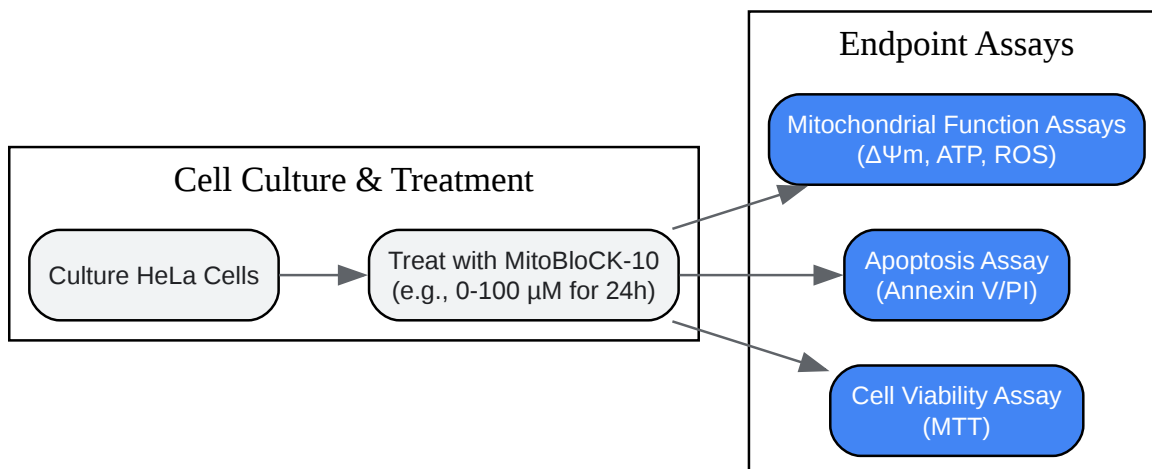 Cell Culture & Treatment
Culture HeLa Cells
Treat with MitoBloCK-10
(e.g., 0-100 µM for 24h)
Endpoint Assays
Mitochondrial Function Assays
(ΔΨm, ATP, ROS)
Apoptosis Assay
(Annexin V/PI)
Cell Viability Assay
(MTT)